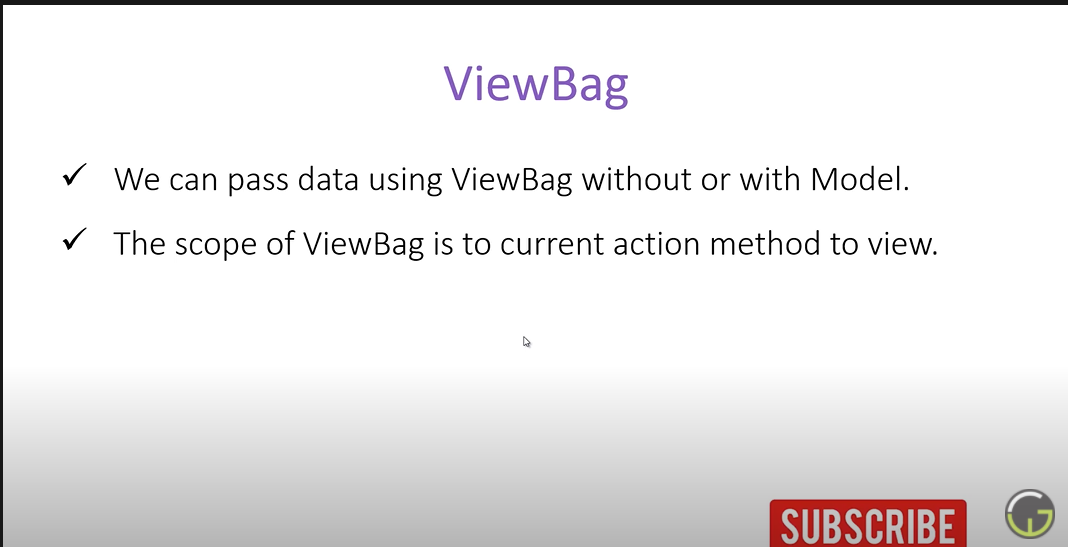 ViewBag
✓ We can pass data using ViewBag without or with Model.
✓ The scope of ViewBag is to current action method to view.
SUBSCRIBE